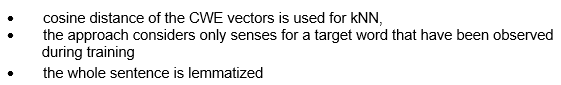 • cosine distance of the CWE vectors is used for kNN,
• the approach considers only senses for a target word that have been observed
during training
• the whole sentence is lemmatized